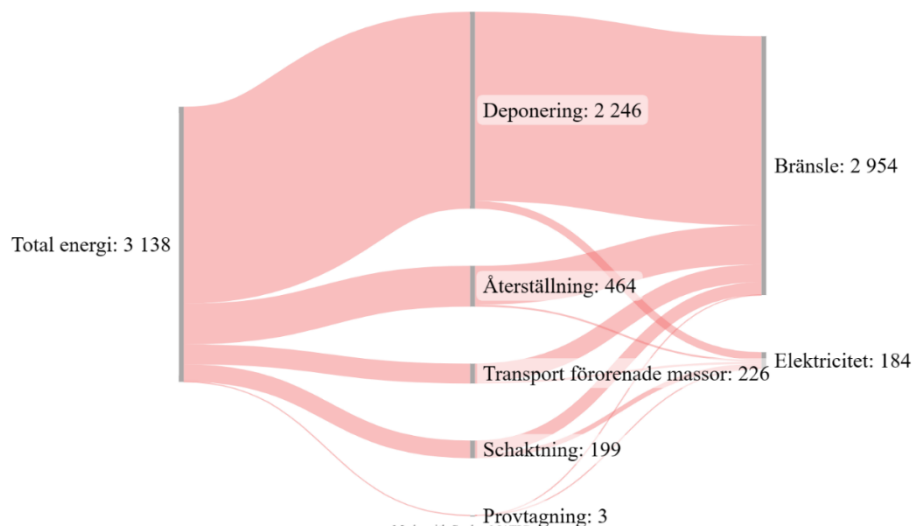 Deponering: 2 246
Bränsle: 2 954
Total energi: 3 138
Återställning: 464
Elektricitet: 184
Transport förorenade massor: 226
Schaktning: 199
Provtagning: 3